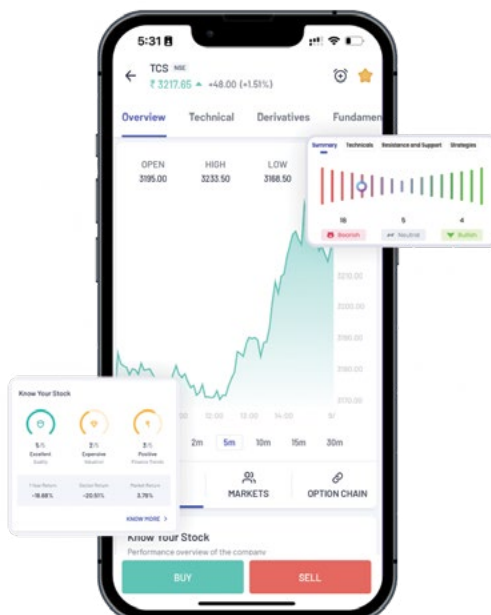 5:31
TCS NSE
₹ 3217.65 ▲ +48.00 (+1.51%)
Overview Technical Derivatives Fundamen
OPEN HIGH LOW
3195.00 3233.50 3168.50
Summary Technicals Resistance and Support Strategies
18 5 4
Bearish Neutral Bullish
3210.00
3200.00
3190.00
3180.00
3170.00
12:00 13:00 14:00
2m 5m 10m 15m 30m
MARKETS OPTION CHAIN
Know Your Stock
5/5 2/5 3/5
Excellent Expensive Positive
Quality Valuation Finance Trends
1 Year Return Sector Return Market Return
-18.68% -20.51% 3.78%
KNOW MORE >
Know Your Stock
Performance overview of the company
BUY SELL